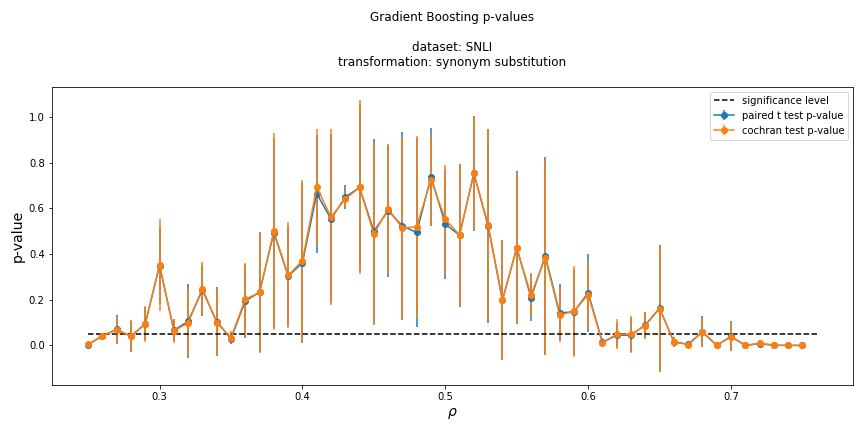 Gradient Boosting p-values
dataset: SNLI
transformation: synonym substitution
significance level
paired t test p-value
cochran test p-value
p-value
1.0
0.8
0.6
0.4
0.2
0.0
0.3
0.4
0.5
0.6
0.7
ρ